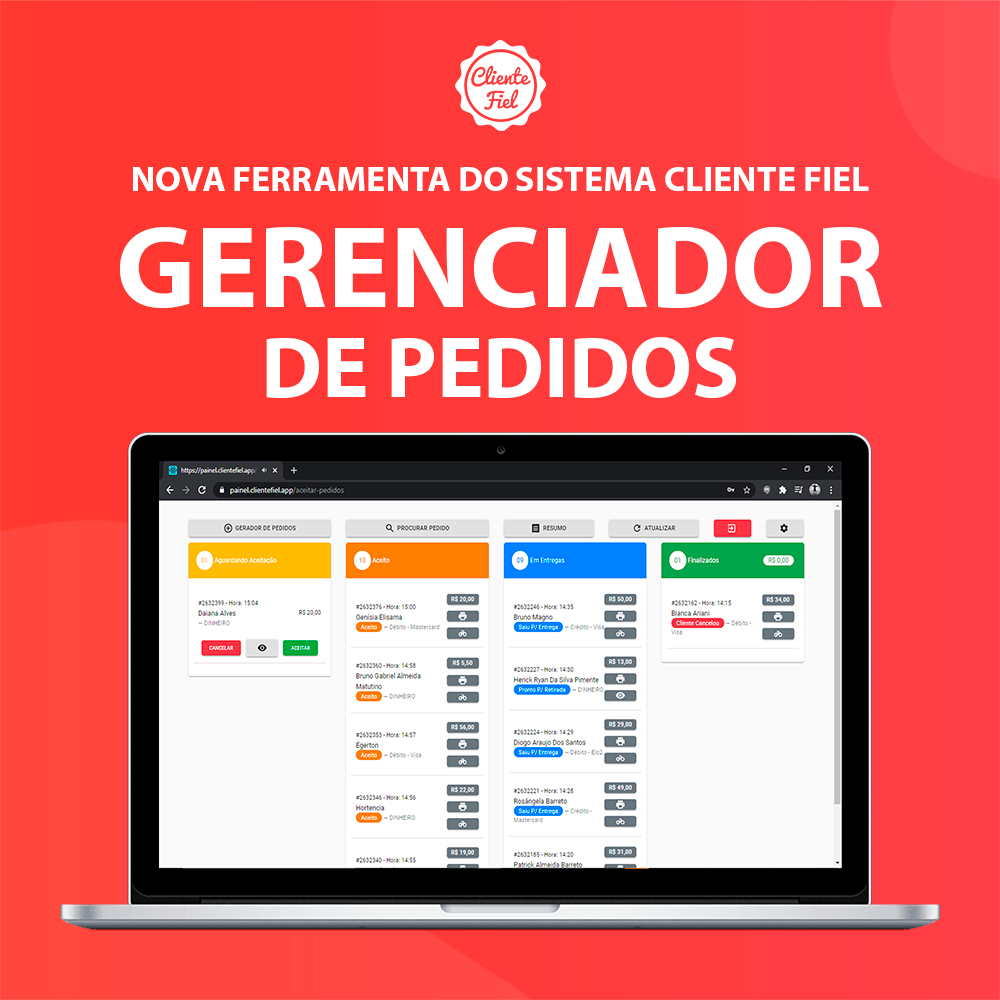 Cliente
Fiel
NOVA FERRAMENTA DO SISTEMA CLIENTE FIEL
GERENCIADOR
DE PEDIDOS
https://painel.clientefiel.app/
painel.clientefiel.app/aceitar-pedidos
GERADOR DE PEDIDOS
PROCURAR PEDIDO
RESUMO
ATUALIZAR
01 Aguardando Aceitação
#2632399 - Hora: 15:04
Daiana Alves
R$ 20,00
— DINHEIRO
CANCELAR
ACEITAR
13 Aceito
R$ 20,00
#2632376 - Hora: 15:00
Genisia Elisama
Aceito — Débito - Mastercard
R$ 5,50
#2632360 - Hora: 14:58
Bruno Gabriel Almeida
Matutino
Aceito — DINHEIRO
R$ 56,00
#2632353 - Hora: 14:57
Egerton
Aceito — Débito - Visa
R$ 22,00
#2632346 - Hora: 14:56
Hortencia
Aceito — DINHEIRO
R$ 19,00
#2632340 - Hora: 14:55
09 Em Entregas
R$ 50,00
#2632246 - Hora: 14:35
Bruno Magno
Saiu P/ Entrega — Crédito - Visa
R$ 13,00
#2632227 - Hora: 14:30
Herick Ryan Da Silva Pimente
Pronto P/ Retirada — DINHEIRO
R$ 29,00
#2632224 - Hora: 14:29
Diogo Araujo Dos Santos
Saiu P/ Entrega — Débito - Elo2
R$ 49,00
#2632221 - Hora: 14:28
Rosângela Barreto
Saiu P/ Entrega — Crédito -
Mastercard
R$ 31,00
#2632185 - Hora: 14:20
Patrick Almeida Barreto
01 Finalizados
R$ 0,00
R$ 34,00
#2632162 - Hora: 14:15
Bianca Ariani
Cliente Cancelou — Débito -
Visa